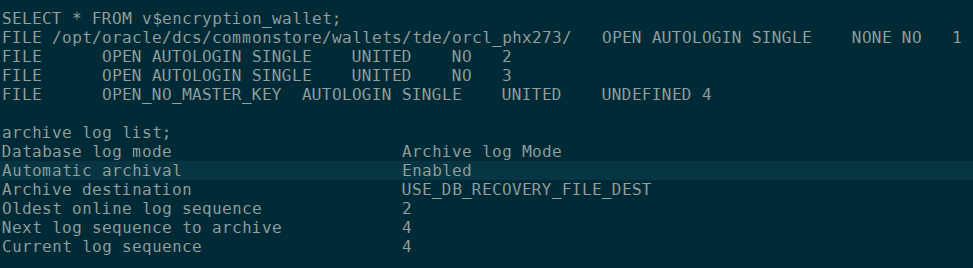 SELECT * FROM v$encryption_wallet;
FILE /opt/oracle/dcs/commonstore/wallets/tde/orcl_phx273/ OPEN AUTOLOGIN SINGLE NONE NO 1
FILE OPEN AUTOLOGIN SINGLE UNITED NO 2
FILE OPEN AUTOLOGIN SINGLE UNITED NO 3
FILE OPEN_NO_MASTER_KEY AUTOLOGIN SINGLE UNITED UNDEFINED 4
archive log list;
Database log mode Archive log Mode
Automatic archival Enabled
Archive destination USE_DB_RECOVERY_FILE_DEST
Oldest online log sequence 2
Next log sequence to archive 4
Current log sequence 4